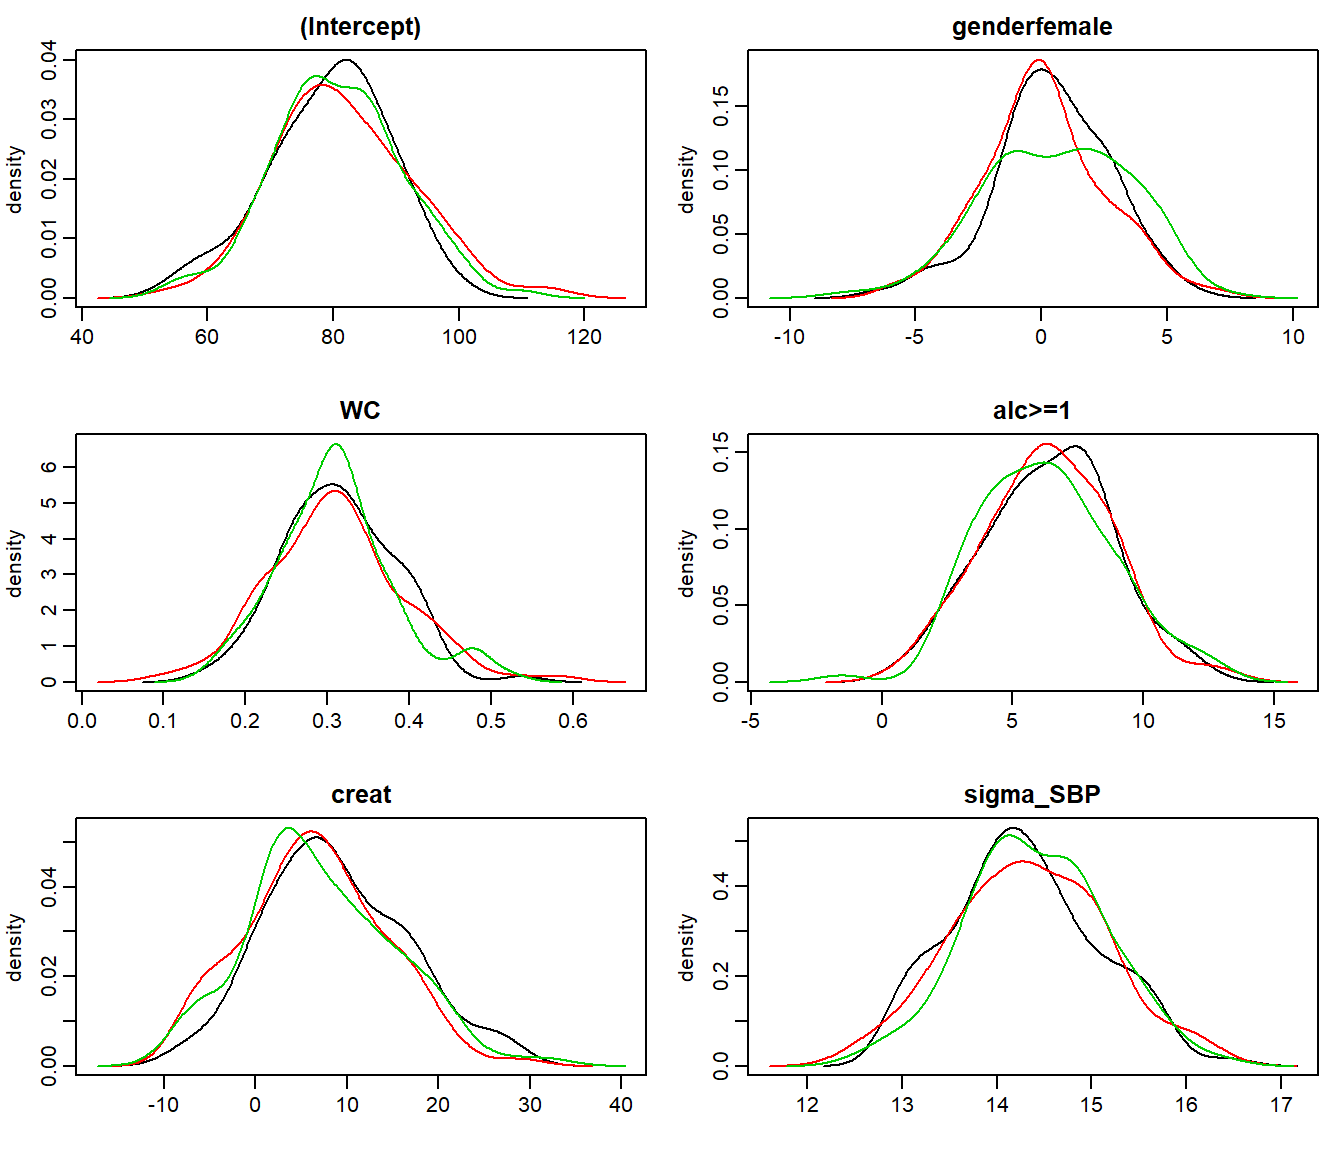 (Intercept)
density
0.00 0.01 0.02 0.03 0.04
40 60 80 100 120
genderfemale
density
0.00 0.05 0.10 0.15
-10 -5 0 5 10
WC
density
0 1 2 3 4 5 6
0.0 0.1 0.2 0.3 0.4 0.5 0.6
alc>=1
density
0.00 0.05 0.10 0.15
-5 0 5 10 15
creat
density
0.00 0.02 0.04
-10 0 10 20 30 40
sigma_SBP
density
0.0 0.2 0.4
12 13 14 15 16 17